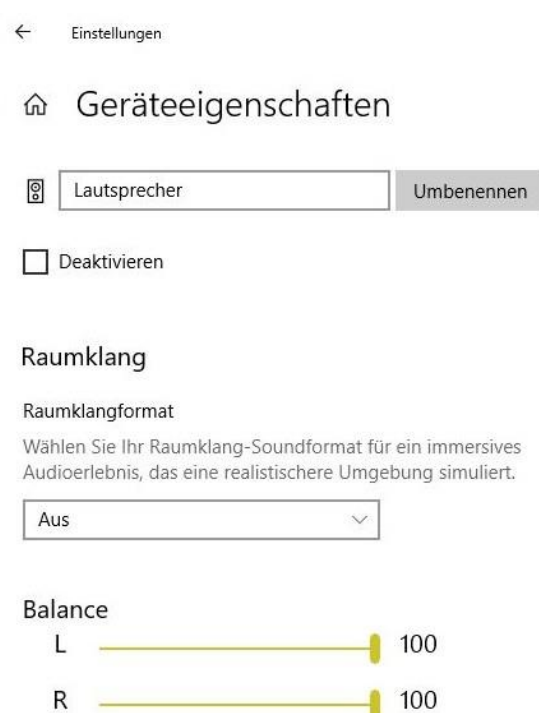 Einstellungen
Geräteeigenschaften
Lautsprecher Umbenennen
Deaktivieren
Raumklang
Raumklangformat
Wählen Sie Ihr Raumklang-Soundformat für ein immersives
Audioerlebnis, das eine realistischere Umgebung simuliert.
Aus
Balance
L 100
R 100